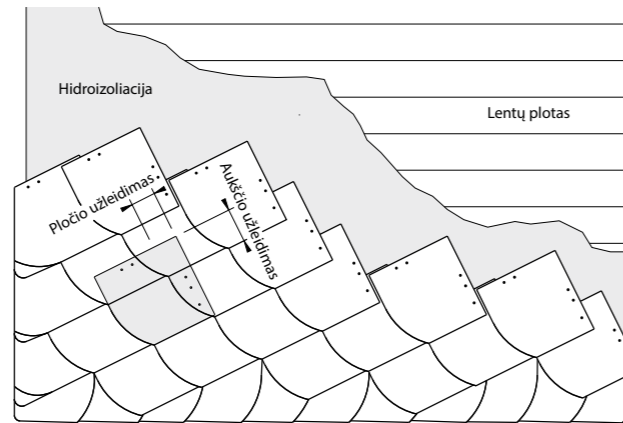 Hidroizoliacija
Lentų plotas
Pločio užleidimas
Aukščio užleidimas